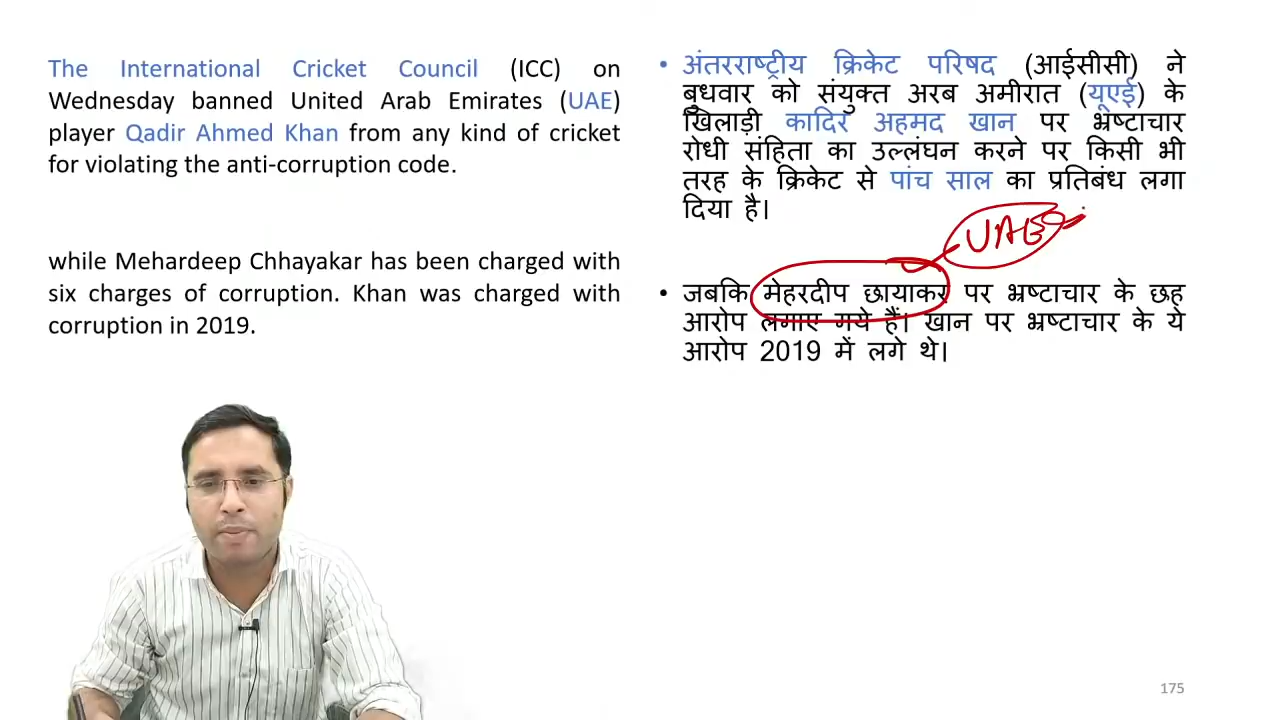 The International Cricket Council (ICC) on
Wednesday banned United Arab Emirates (UAE)
player Qadir Ahmed Khan from any kind of cricket
for violating the anti-corruption code.
while Mehardeep Chhayakar has been charged with
six charges of corruption. Khan was charged with
corruption in 2019.
• अंतरराष्ट्रीय क्रिकेट परिषद (आईसीसी) ने
बुधवार को संयुक्त अरब अमीरात (यूएई) के
खिलाड़ी कादिर अहमद खान पर भ्रष्टाचार
रोधी संहिता का उल्लंघन करने पर किसी भी
तरह के क्रिकेट से पांच साल का प्रतिबंध लगा
दिया है।
UAE
• जबकि मेहरदीप छायाकर पर भ्रष्टाचार के छह
आरोप लगाए गये हैं। खान पर भ्रष्टाचार के ये
आरोप 2019 में लगे थे।
175